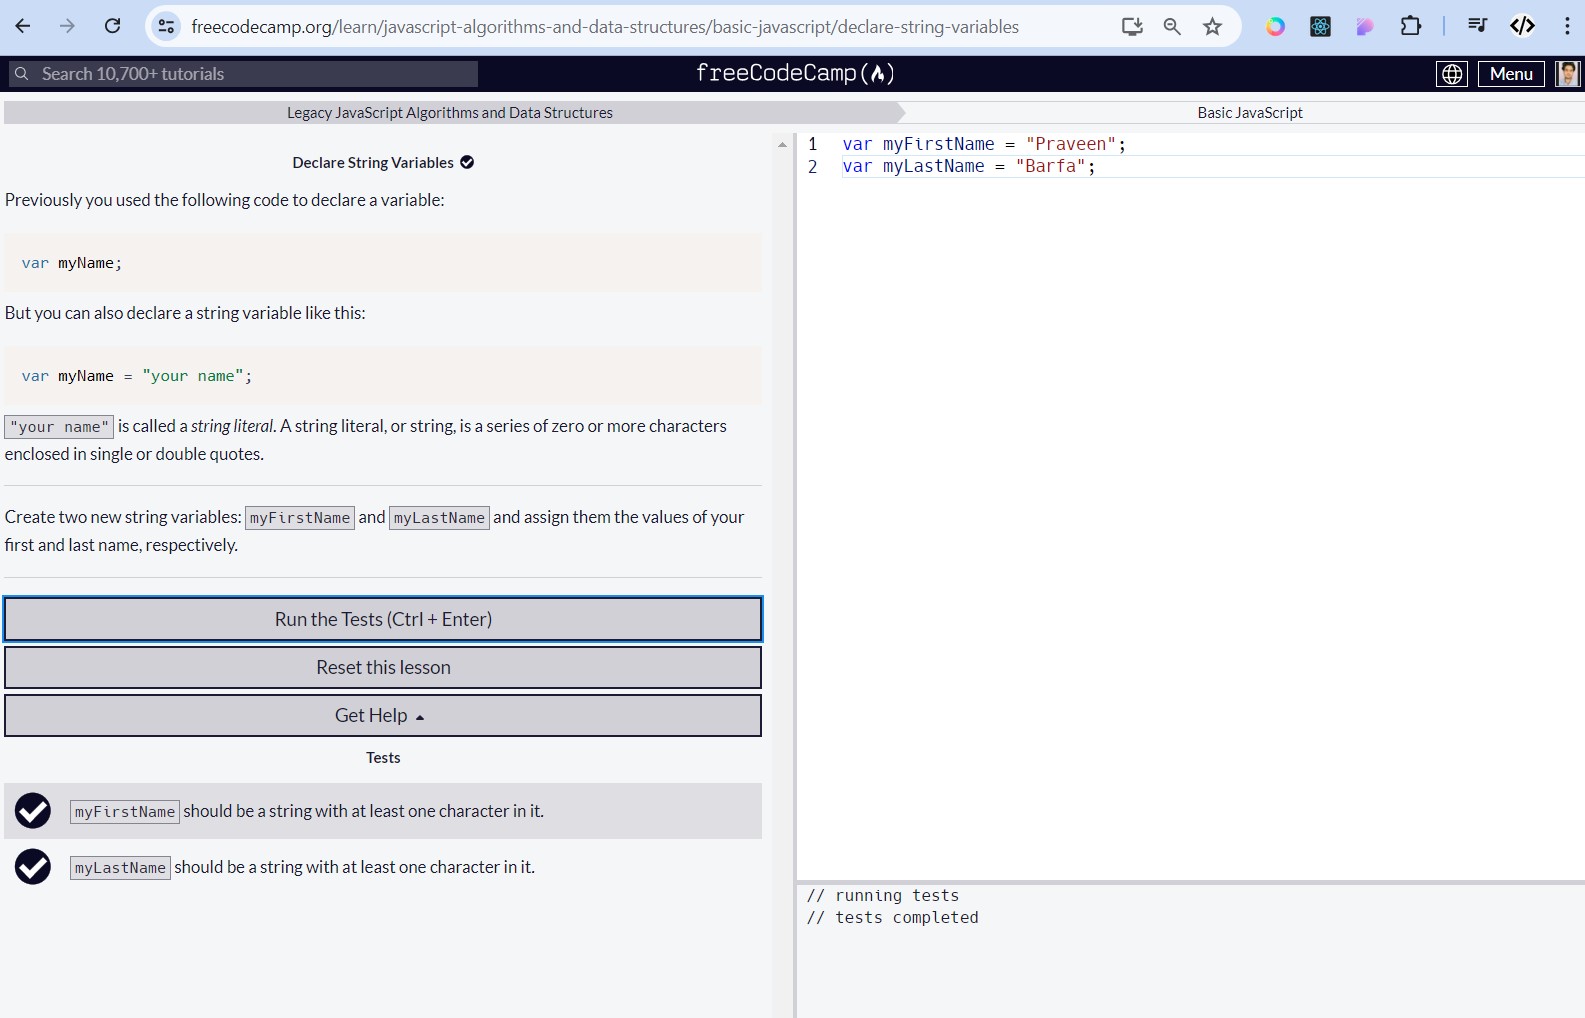 freecodecamp.org/learn/javascript-algorithms-and-data-structures/basic-javascript/declare-string-variables
Search 10,700+ tutorials
freeCodeCamp
Menu
Legacy JavaScript Algorithms and Data Structures
Basic JavaScript
Declare String Variables
Previously you used the following code to declare a variable:
var myName;
But you can also declare a string variable like this:
var myName = "your name";
"your name" is called a string literal. A string literal, or string, is a series of zero or more characters
enclosed in single or double quotes.
Create two new string variables: myFirstName and myLastName and assign them the values of your
first and last name, respectively.
Run the Tests (Ctrl + Enter)
Reset this lesson
Get Help
Tests
myFirstName should be a string with at least one character in it.
myLastName should be a string with at least one character in it.
1 var myFirstName = "Praveen";
2 var myLastName = "Barfa";
// running tests
// tests completed